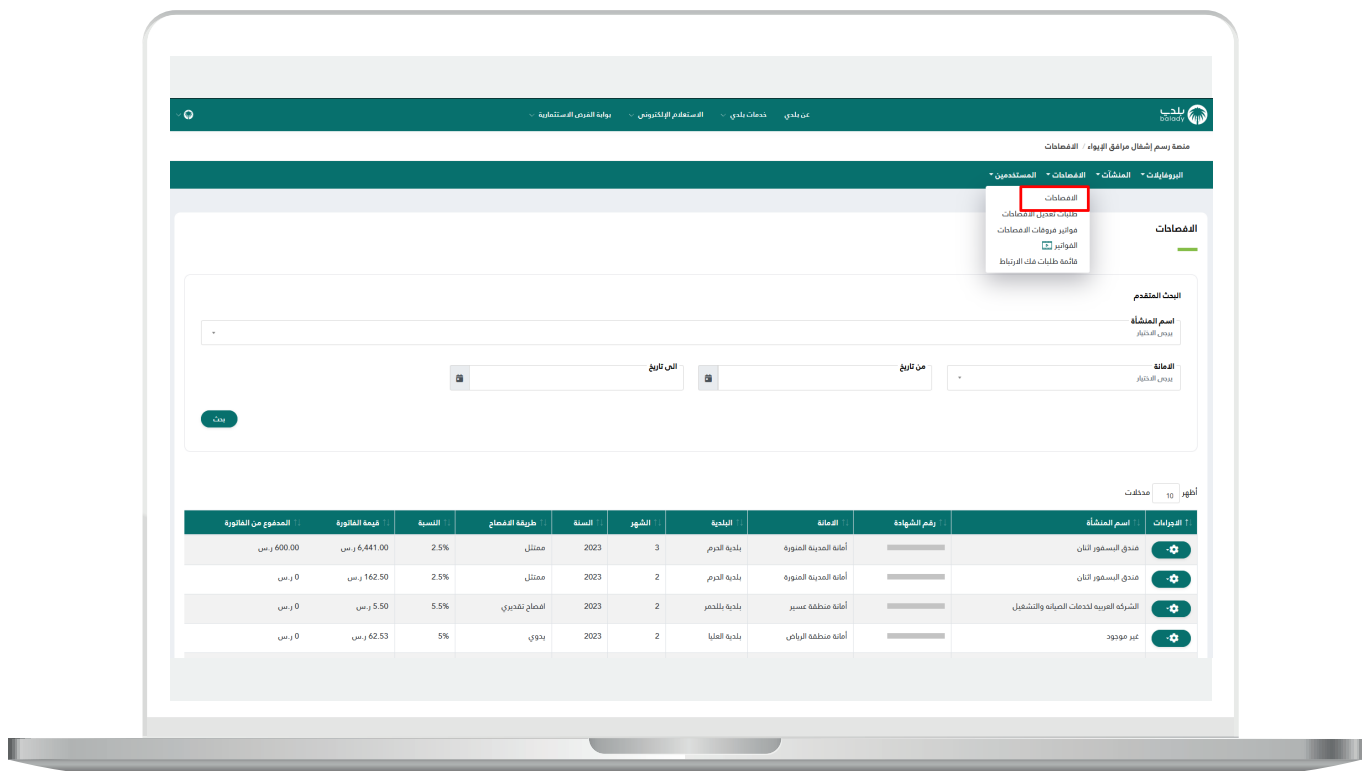 بلدي
balady
عن بلدي خدمات بلدي الاستعلام الإلكتروني بوابة الفرص الاستثمارية
منصة رسم إشغال مرافق الإيواء / الافصاحات
البروفايلات المنشآت الافصاحات المستخدمين
الافصاحات
طلبات تعديل الافصاحات
فواتير فروقات الافصاحات
الفواتير
قائمة طلبات فك الارتباط
الافصاحات
البحث المتقدم
اسم المنشأة
يرجى الاختيار
الامانة من تاريخ الى تاريخ
يرجى الاختيار
بحث
أظهر 10 مدخلات
الاجراءات اسم المنشأة رقم الشهادة الامانة البلدية الشهر السنة طريقة الافصاح النسبة قيمة الفاتورة المدفوع من الفاتورة
فندق البسفور اثنان أمانة المدينة المنورة بلدية الحرم 3 2023 ممتثل 2.5% 6,441.00 ر.س 600.00 ر.س
فندق البسفور اثنان أمانة المدينة المنورة بلدية الحرم 2 2023 ممتثل 2.5% 162.50 ر.س 0 ر.س
الشركه العربيه لخدمات الصيانه والتشغيل أمانة منطقة عسير بلدية بللحمر 2 2023 افصاح تقديري 5.5% 5.50 ر.س 0 ر.س
غير موجود أمانة منطقة الرياض بلدية العليا 2 2023 يدوي 5% 62.53 ر.س 0 ر.س